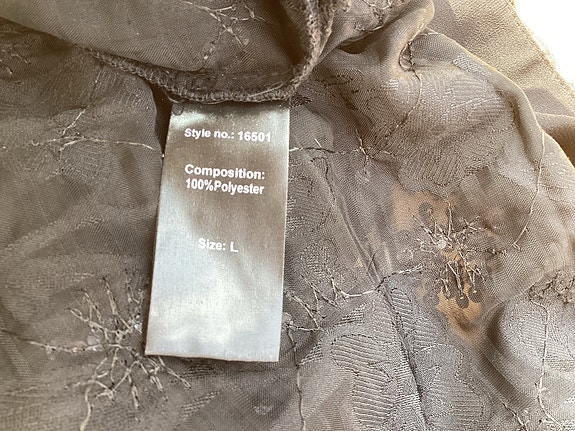 Style no.: 16501
Composition:
100%Polyester
Size: L